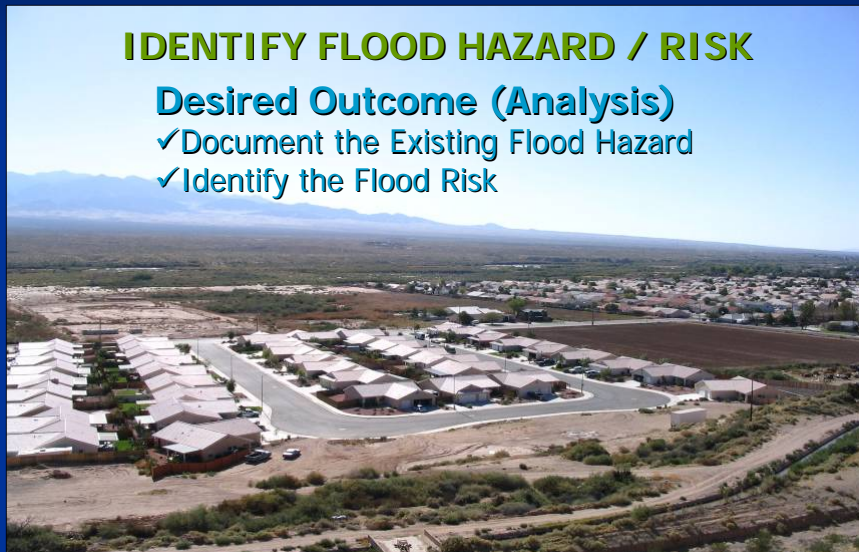 IDENTIFY FLOOD HAZARD / RISK
Desired Outcome (Analysis)
✓Document the Existing Flood Hazard
✓Identify the Flood Risk